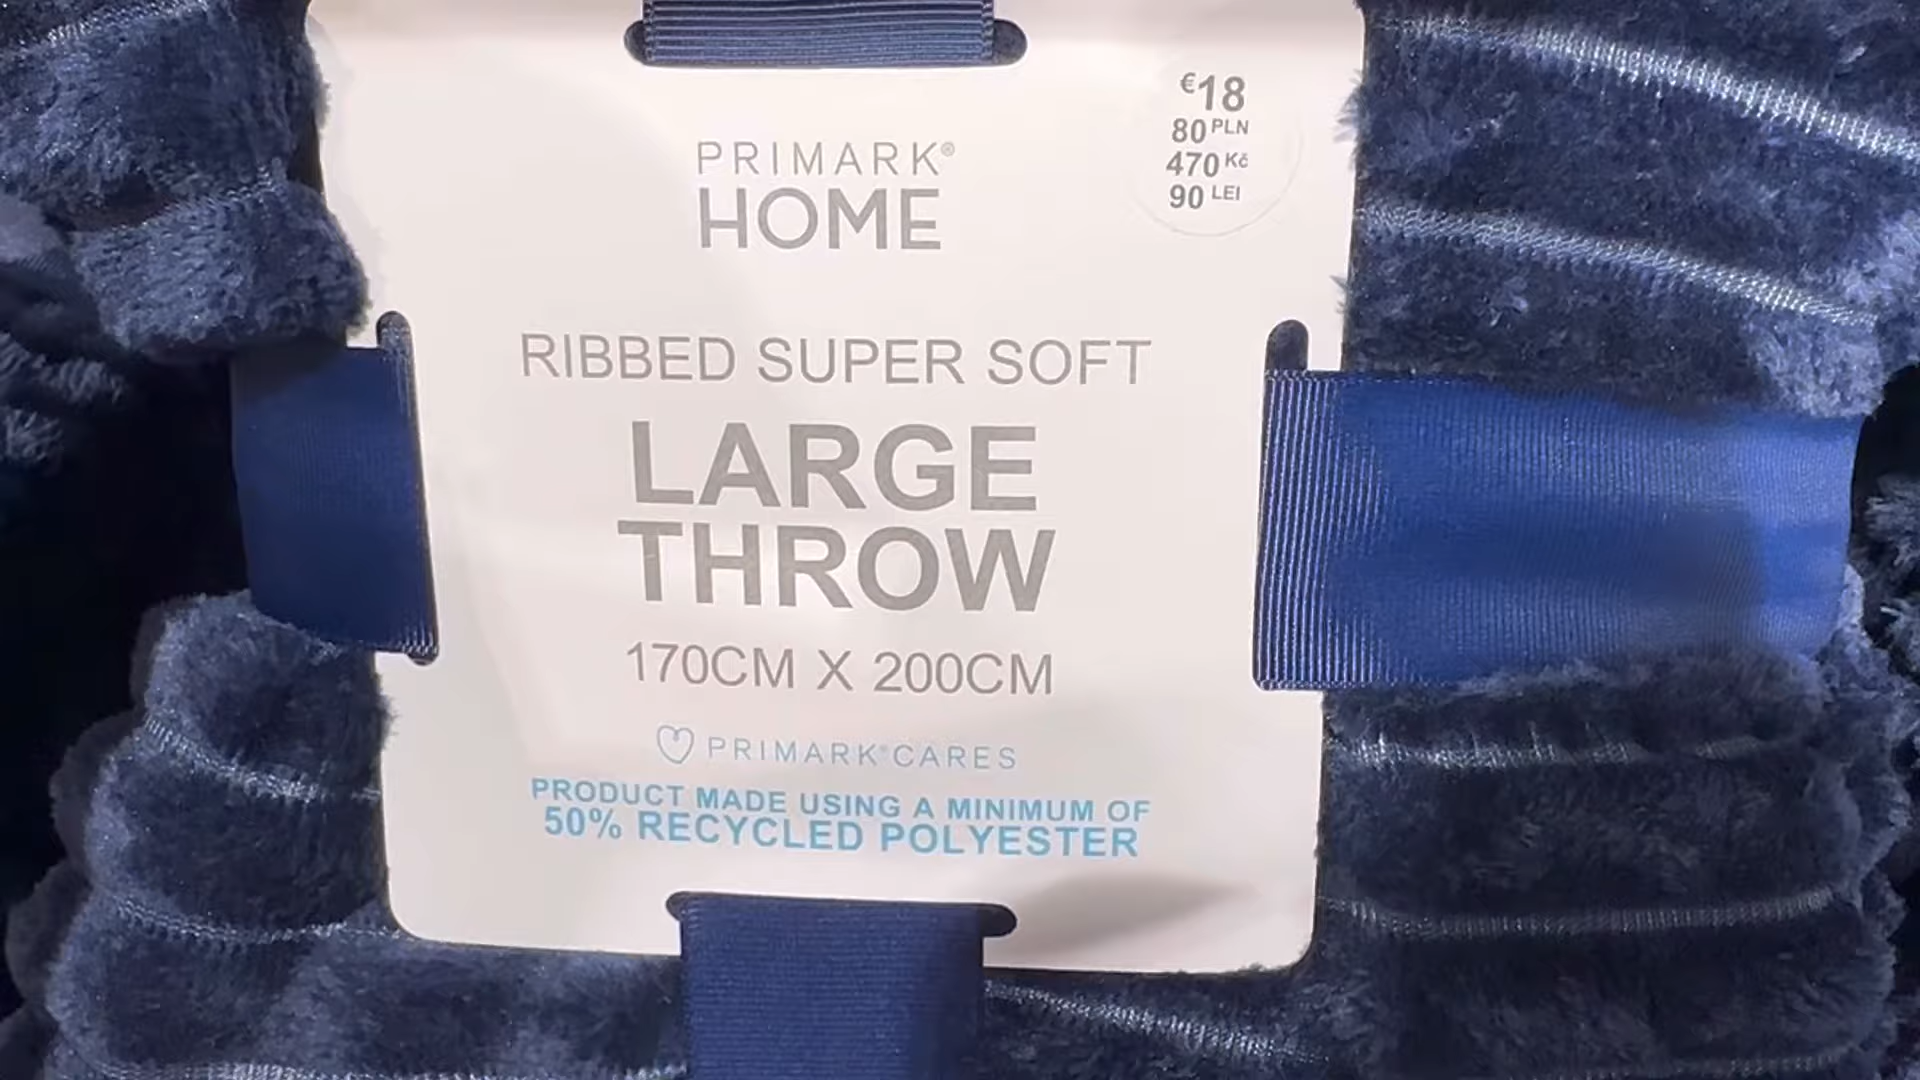 €18
80 PLN
470 Kč
90 LEI
PRIMARK®
HOME
RIBBED SUPER SOFT
LARGE
THROW
170CM X 200CM
PRIMARK®CARES
PRODUCT MADE USING A MINIMUM OF
50% RECYCLED POLYESTER